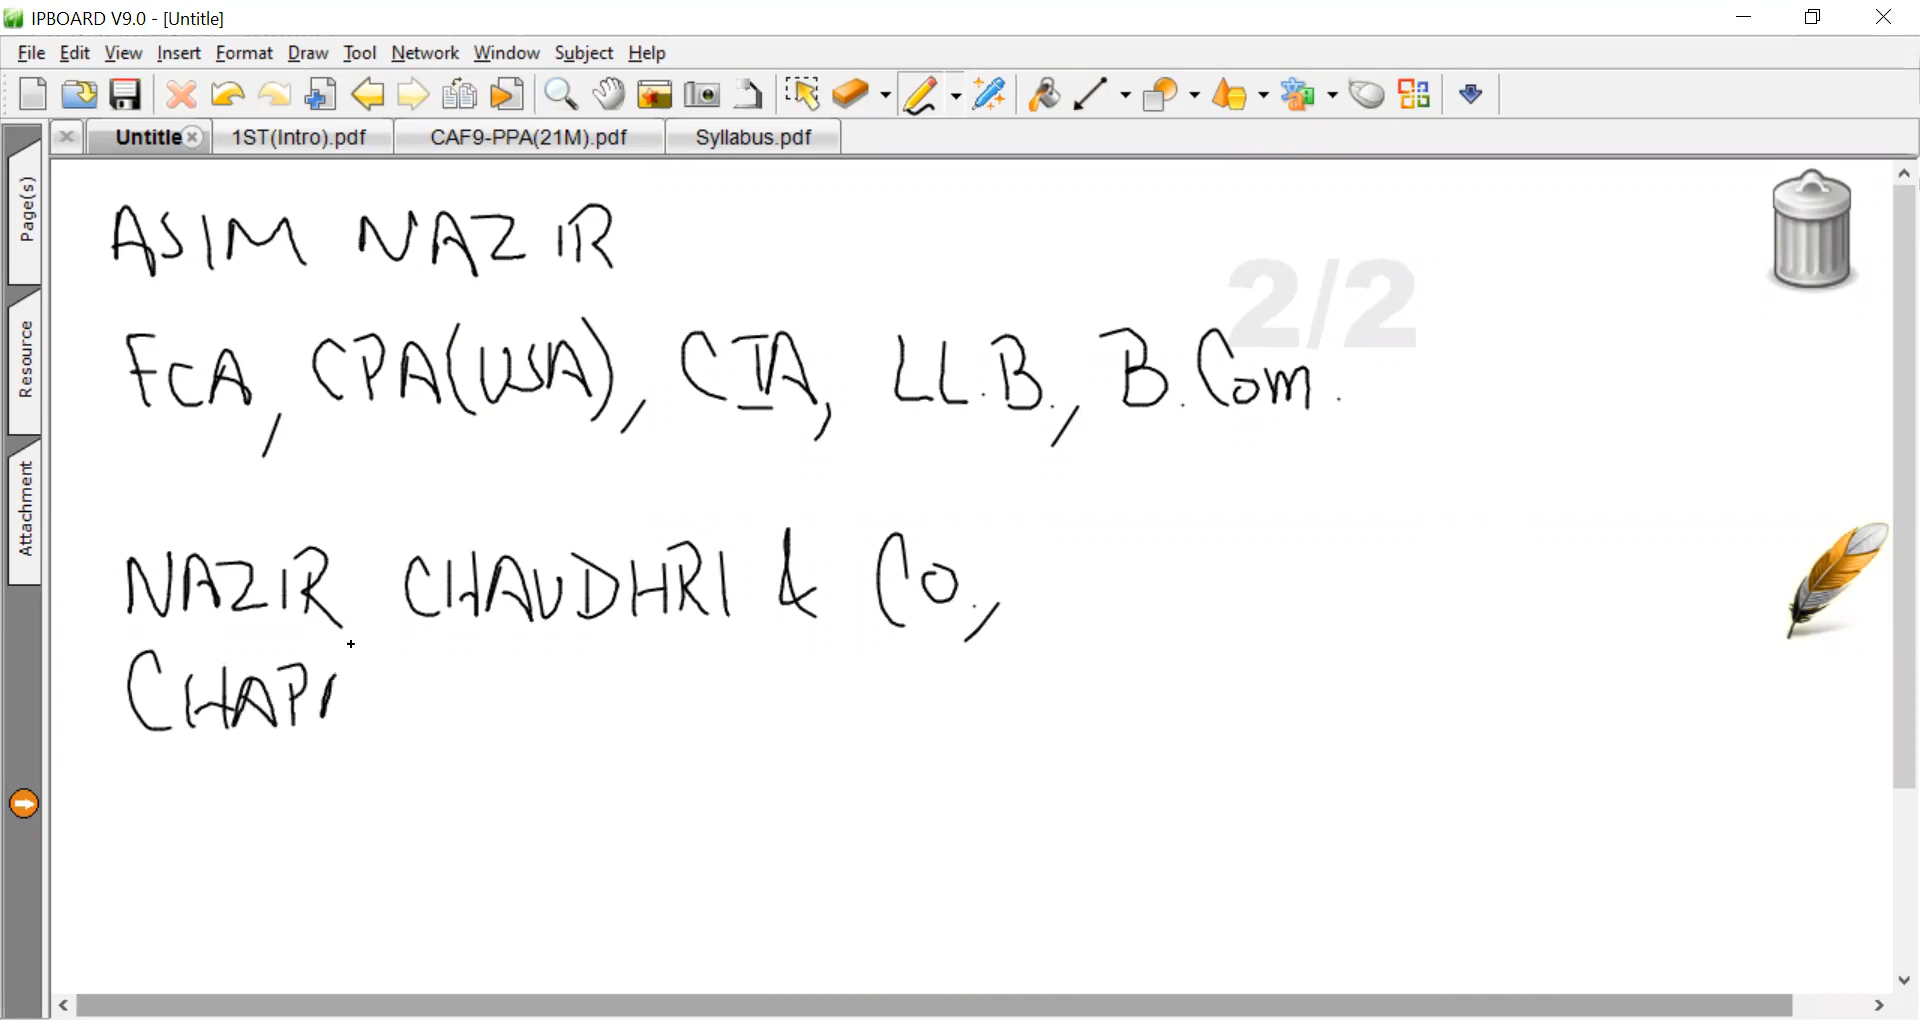 IPBOARD V9.0 - [Untitle]
File Edit View Insert Format Draw Tool Network Window Subject Help
Untitle 1ST(Intro).pdf CAF9-PPA(21M).pdf Syllabus.pdf
Page(s)
Resource
Attachment
2/2
ASIM NAZIR
FCA, CPA(USA), CIA, LL.B., B.Com.
NAZIR CHAUDHRI & Co.,
CHAP